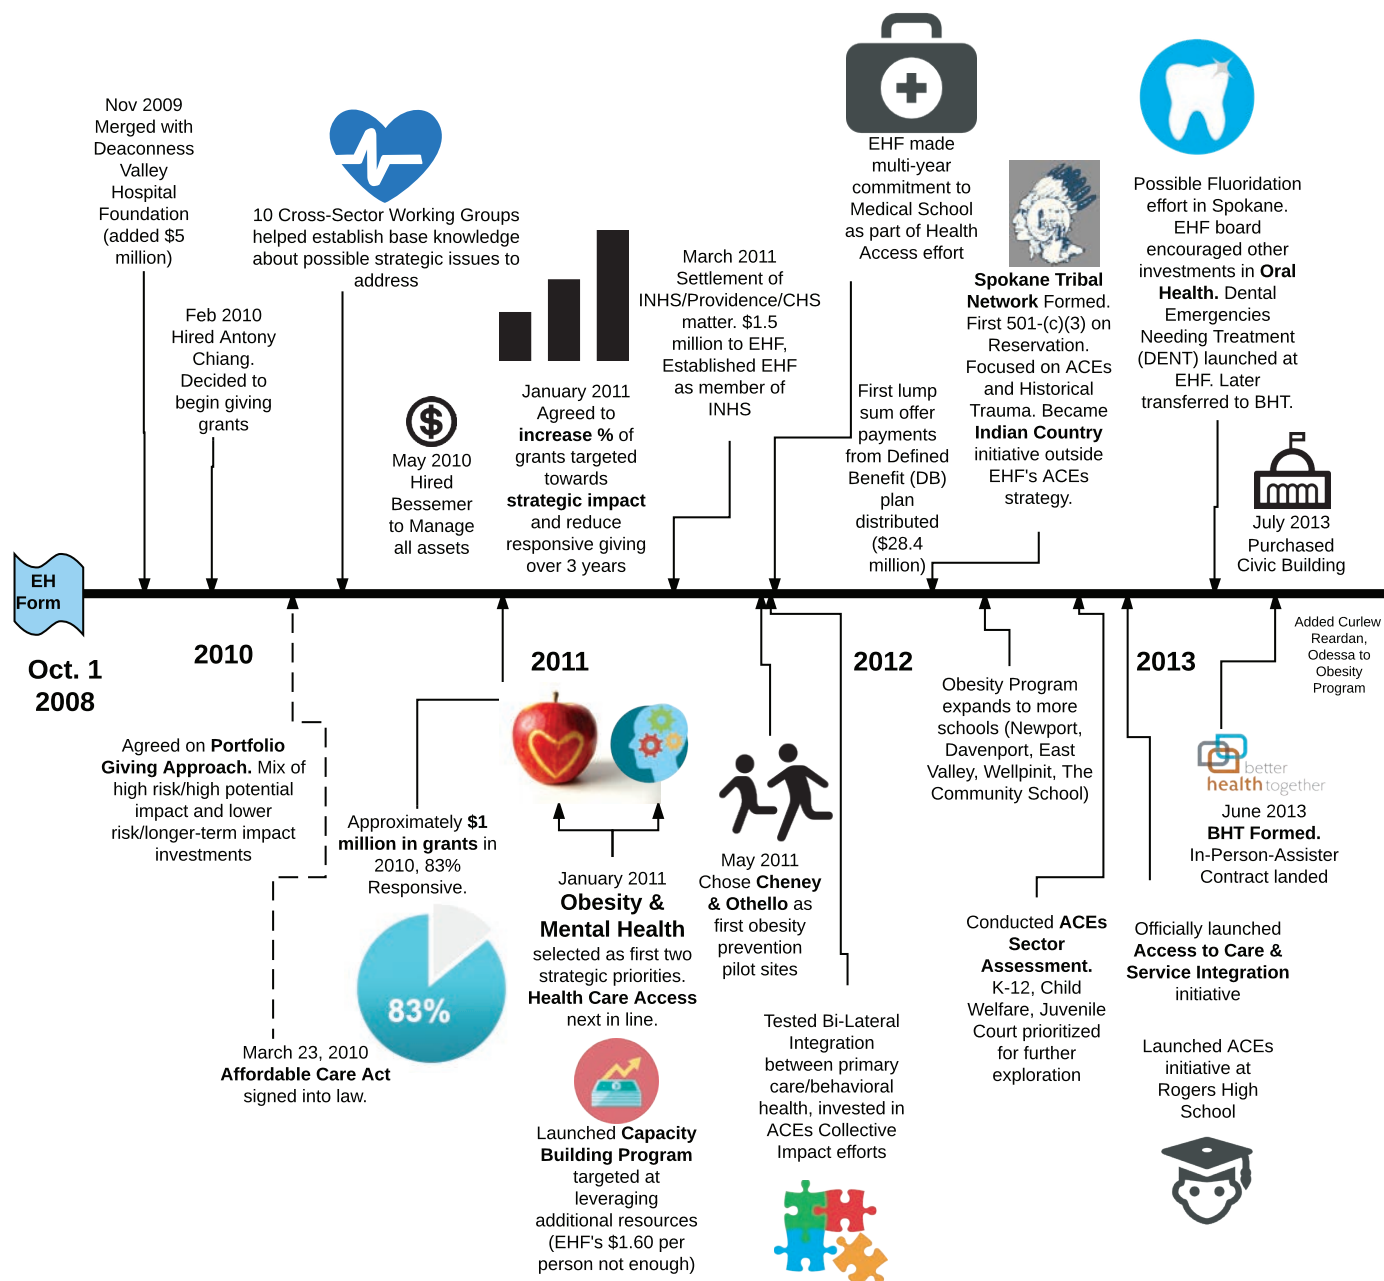 Nov 2009
Merged with
Deaconness
Valley
Hospital
Foundation
(added $5
million)
Feb 2010
Hired Antony
Chiang.
Decided to
begin giving
grants
10 Cross-Sector Working Groups
helped establish base knowledge
about possible strategic issues to
address
May 2010
Hired
Bessemer
to Manage
all assets
January 2011
Agreed to
increase % of
grants targeted
towards
strategic impact
and reduce
responsive giving
over 3 years
March 2011
Settlement of
INHS/Providence/CHS
matter. $1.5
million to EHF,
Established EHF
as member of
INHS
EHF made
multi-year
commitment to
Medical School
as part of Health
Access effort
First lump
sum offer
payments
from Defined
Benefit (DB)
plan
distributed
($28.4
million)
Spokane Tribal
Network Formed.
First 501-(c)(3) on
Reservation.
Focused on ACEs
and Historical
Trauma. Became
Indian Country
initiative outside
EHF's ACEs
strategy.
Possible Fluoridation
effort in Spokane.
EHF board
encouraged other
investments in Oral
Health. Dental
Emergencies
Needing Treatment
(DENT) launched at
EHF. Later
transferred to BHT.
July 2013
Purchased
Civic Building
EH
Form
Oct. 1
2008
2010
2011
2012
2013
Agreed on Portfolio
Giving Approach. Mix of
high risk/high potential
impact and lower
risk/longer-term impact
investments
March 23, 2010
Affordable Care Act
signed into law.
Approximately $1
million in grants in
2010, 83%
Responsive.
83%
January 2011
Obesity &
Mental Health
selected as first two
strategic priorities.
Health Care Access
next in line.
Launched Capacity
Building Program
targeted at
leveraging
additional resources
(EHF's $1.60 per
person not enough)
May 2011
Chose Cheney
& Othello as
first obesity
prevention
pilot sites
Tested Bi-Lateral
Integration
between primary
care/behavioral
health, invested in
ACEs Collective
Impact efforts
Obesity Program
expands to more
schools (Newport,
Davenport, East
Valley, Wellpinit, The
Community School)
Conducted ACEs
Sector
Assessment.
K-12, Child
Welfare, Juvenile
Court prioritized
for further
exploration
Officially launched
Access to Care &
Service Integration
initiative
Launched ACEs
initiative at
Rogers High
School
better
health together
June 2013
BHT Formed.
In-Person-Assister
Contract landed
Added Curlew
Reardan,
Odessa to
Obesity
Program